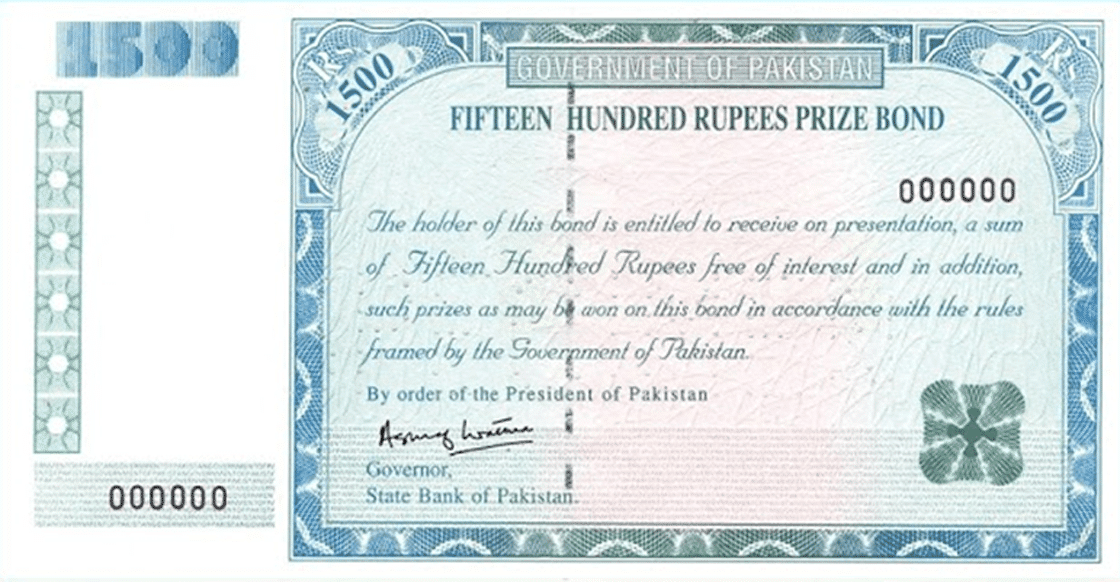 1500
Rs 1500
GOVERNMENT OF PAKISTAN
Rs 1500
FIFTEEN HUNDRED RUPEES PRIZE BOND
000000
The holder of this bond is entitled to receive on presentation, a sum
of Fifteen Hundred Rupees free of interest and in addition,
such prizes as may be won on this bond in accordance with the rules
framed by the Government of Pakistan.
By order of the President of Pakistan
Governor,
State Bank of Pakistan.
000000